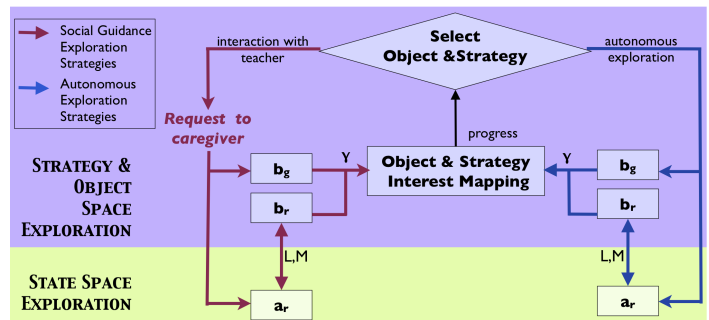 Social Guidance
Exploration
Strategies
Autonomous
Exploration
Strategies
interaction with
teacher
Select
Object &Strategy
autonomous
exploration
Request to
caregiver
progress
STRATEGY &
OBJECT
SPACE
EXPLORATION
bg
γ
Object & Strategy
Interest Mapping
γ
bg
br
br
L,M
L,M
STATE SPACE
EXPLORATION
ar
ar